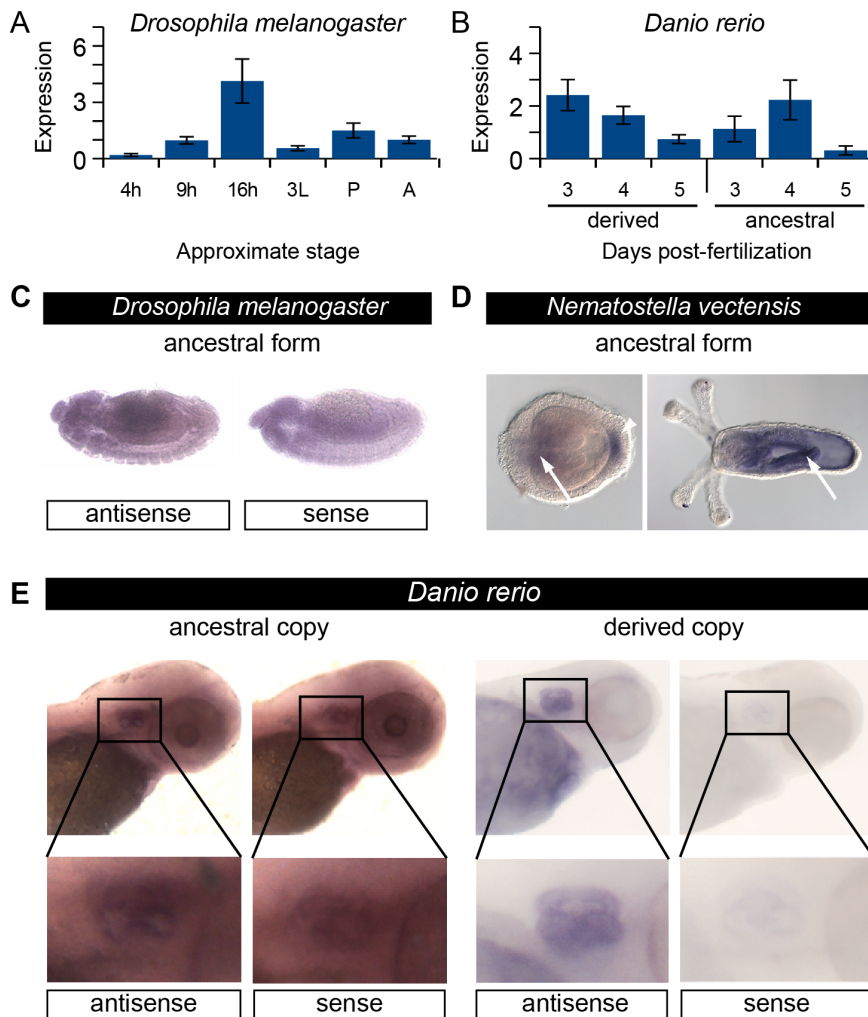 A
Drosophila melanogaster
Expression
6
3
0
4h 9h 16h 3L P A
Approximate stage
B
Danio rerio
Expression
4
2
0
3 4 5 3 4 5
derived ancestral
Days post-fertilization
C
Drosophila melanogaster
ancestral form
antisense sense
D
Nematostella vectensis
ancestral form
E
Danio rerio
ancestral copy derived copy
antisense sense antisense sense